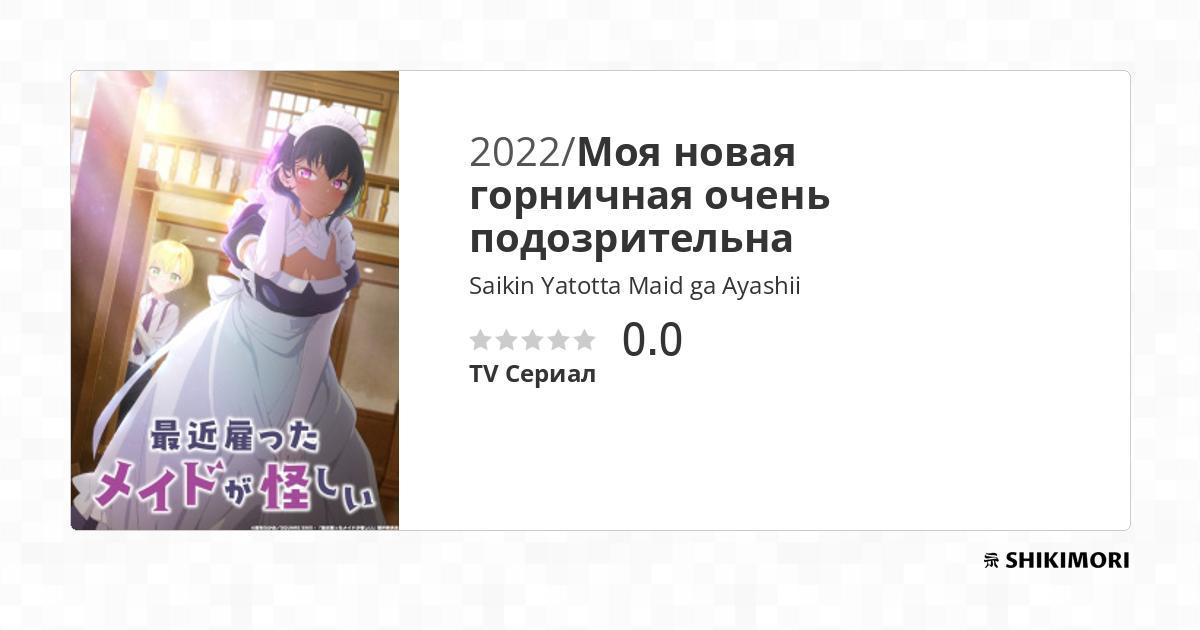 2022/Моя новая
горничная очень
подозрительна
Saikin Yatotta Maid ga Ayashii
0.0
TV Сериал
最近雇った
メイドが怪しい
SHIKIMORI